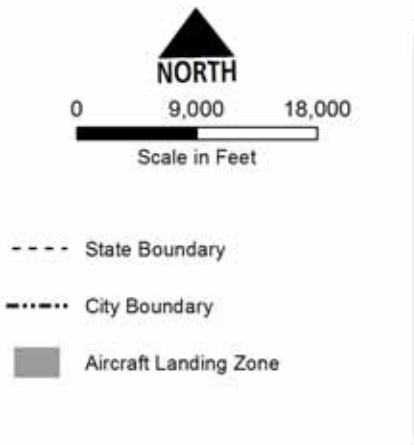 NORTH
0 9,000 18,000
Scale in Feet
State Boundary
City Boundary
Aircraft Landing Zone